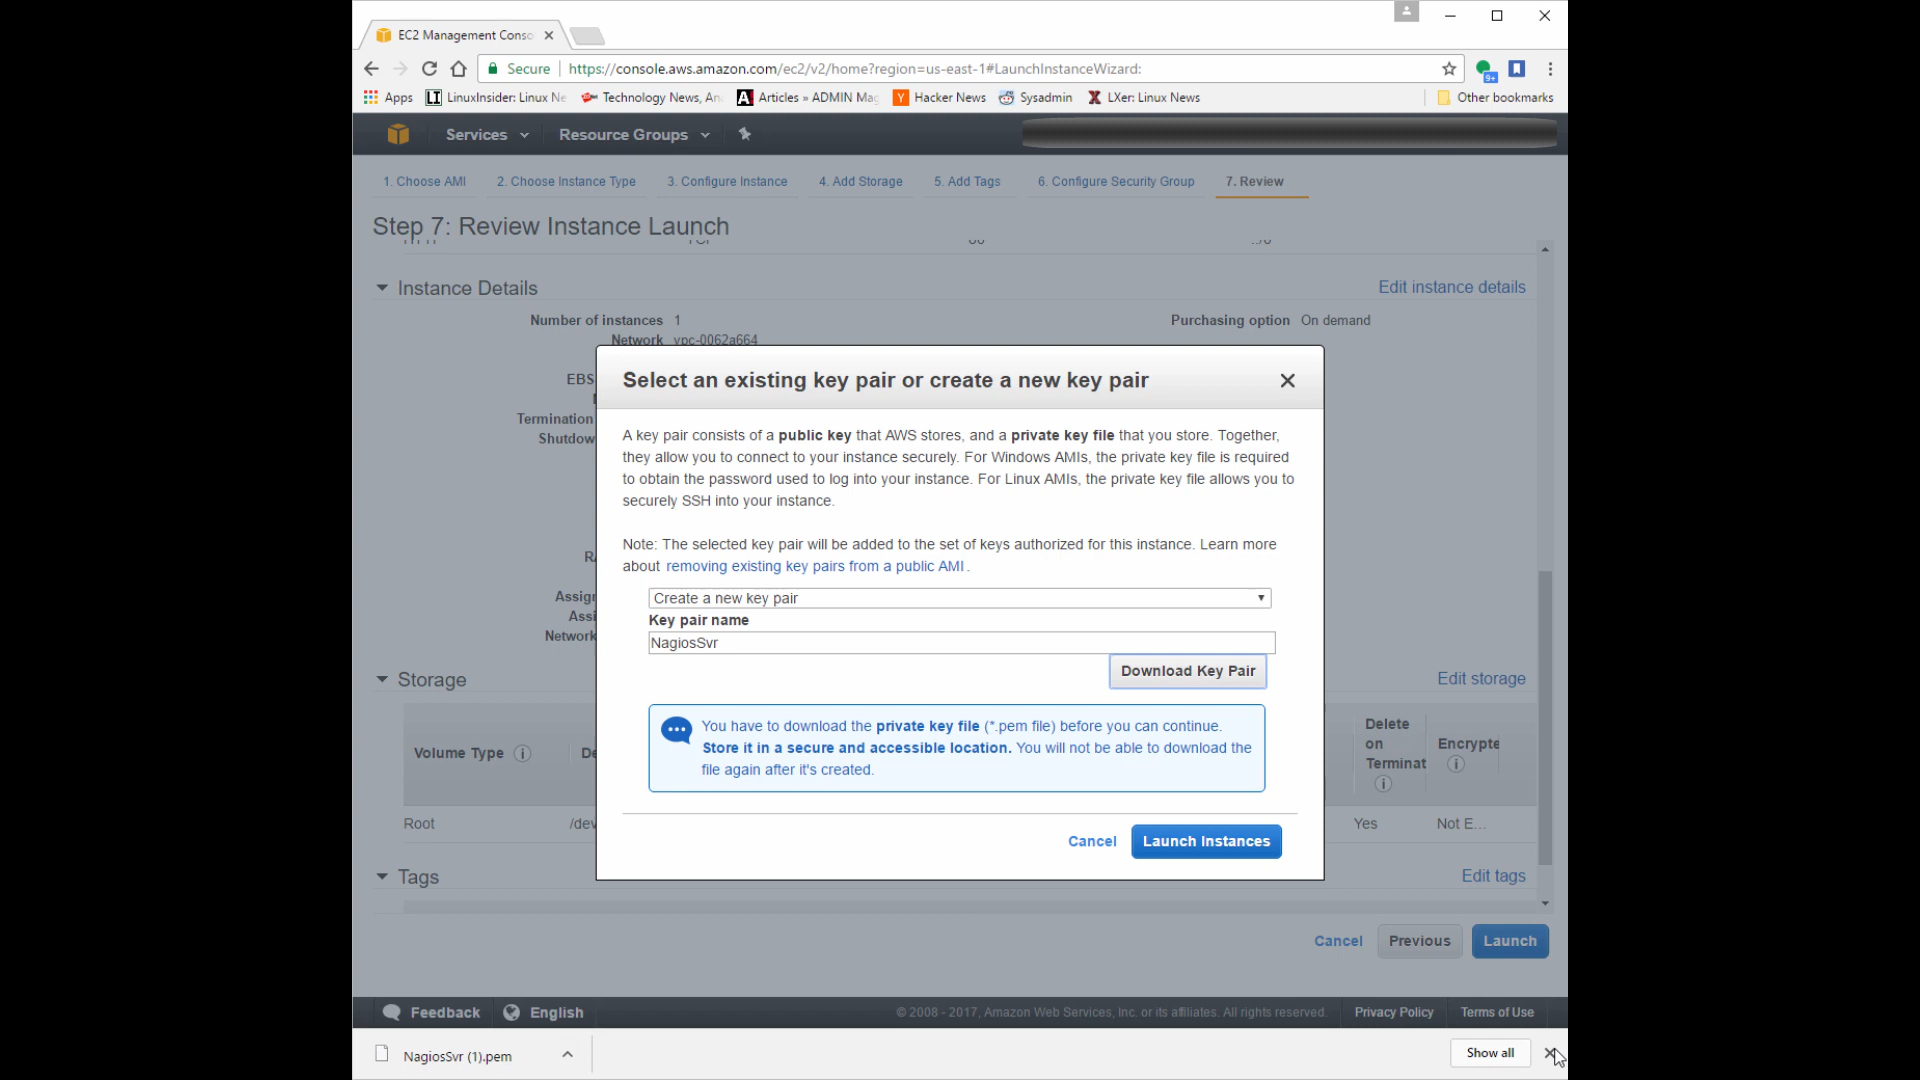 EC2 Management Conso
Secure https://console.aws.amazon.com/ec2/v2/home?region=us-east-1#LaunchInstanceWizard:
9+
Apps LinuxInsider: Linux Ne Technology News, An Articles » ADMIN Mag Hacker News Sysadmin LXer: Linux News Other bookmarks
Services Resource Groups
1. Choose AMI 2. Choose Instance Type 3. Configure Instance 4. Add Storage 5. Add Tags 6. Configure Security Group 7. Review
Step 7: Review Instance Launch
Instance Details Edit instance details
Number of instances 1 Purchasing option On demand
Network vpc-0062a664
EBS
Termination
Shutdow
Assign
Assi
Network
Select an existing key pair or create a new key pair
A key pair consists of a public key that AWS stores, and a private key file that you store. Together,
they allow you to connect to your instance securely. For Windows AMIs, the private key file is required
to obtain the password used to log into your instance. For Linux AMIs, the private key file allows you to
securely SSH into your instance.
Note: The selected key pair will be added to the set of keys authorized for this instance. Learn more
about removing existing key pairs from a public AMI .
Create a new key pair
Key pair name
NagiosSvr
Download Key Pair
You have to download the private key file (*.pem file) before you can continue.
Store it in a secure and accessible location. You will not be able to download the
file again after it's created.
Cancel Launch Instances
Storage Edit storage
Volume Type De
Delete
on
Terminat
Encrypte
Root /dev Yes Not E...
Tags Edit tags
Cancel Previous Launch
Feedback English © 2008 - 2017, Amazon Web Services, Inc. or its affiliates. All rights reserved. Privacy Policy Terms of Use
NagiosSvr (1).pem Show all